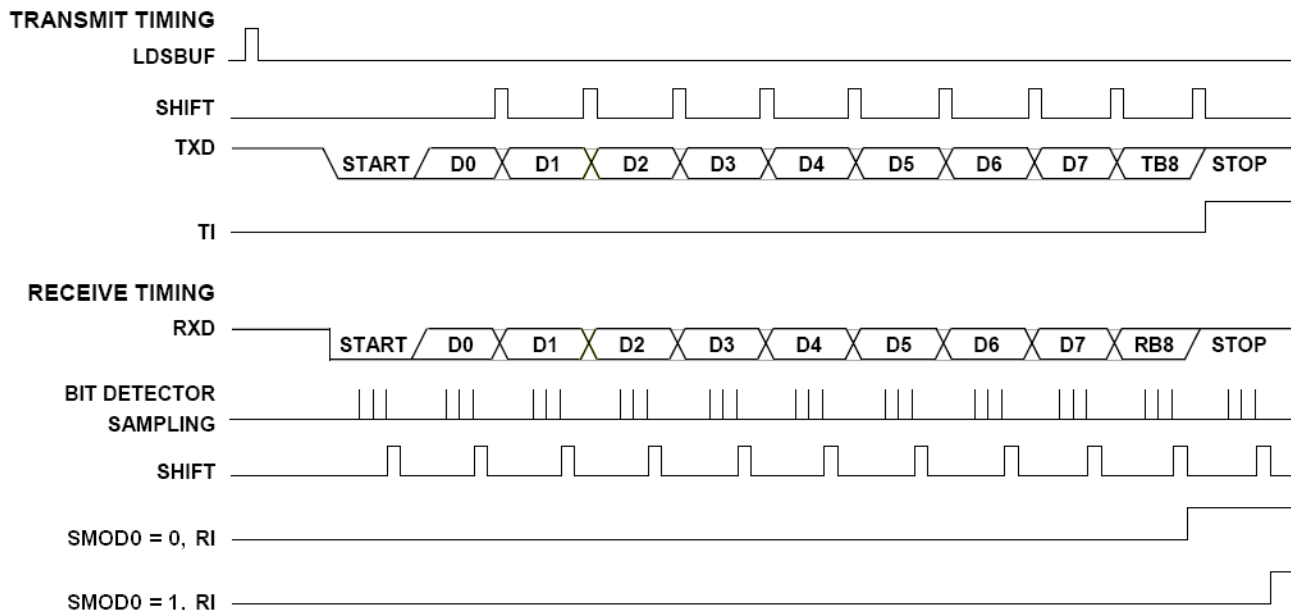 TRANSMIT TIMING
LDSBUF
SHIFT
TXD START D0 D1 D2 D3 D4 D5 D6 D7 TB8 STOP
TI
RECEIVE TIMING
RXD START D0 D1 D2 D3 D4 D5 D6 D7 RB8 STOP
BIT DETECTOR
SAMPLING
SHIFT
SMOD0 = 0, RI
SMOD0 = 1, RI